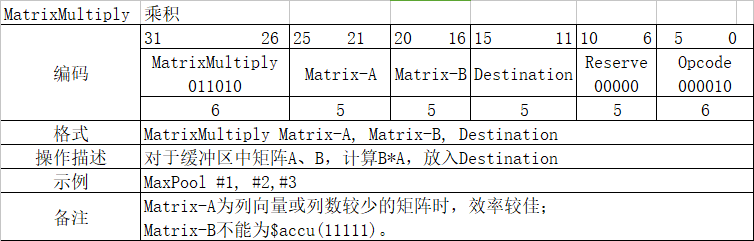 MatrixMultiply 乘积
编码
31 26 25 21 20 16 15 11 10 6 5 0
MatrixMultiply 011010 Matrix-A Matrix-B Destination Reserve 00000 Opcode 000010
6 5 5 5 5 6
格式 MatrixMultiply Matrix-A, Matrix-B, Destination
操作描述 对于缓冲区中矩阵A、B，计算B*A，放入Destination
示例 MaxPool #1, #2,#3
备注 Matrix-A为列向量或列数较少的矩阵时，效率较佳；
Matrix-B不能为$accu(11111)。